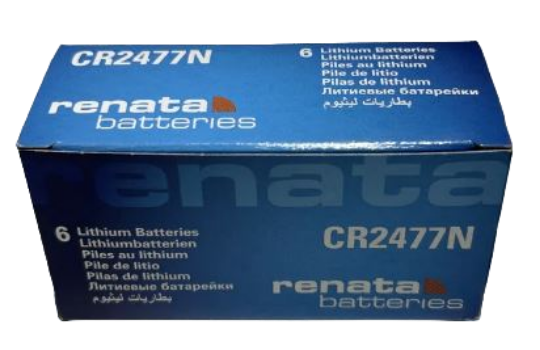 CR2477N
6 Lithium Batteries
Lithiumbatterien
Piles au lithium
Pile de litio
Pilas de lithium
Литиевые батарейки
بطاريات ليثيوم
renata
batteries
renata
6 Lithium Batteries
Lithiumbatterien
Piles au lithium
Pile de litio
Pilas de lithium
Литиевые батарейки
بطاريات ليثيوم
CR2477N
renata
batteries